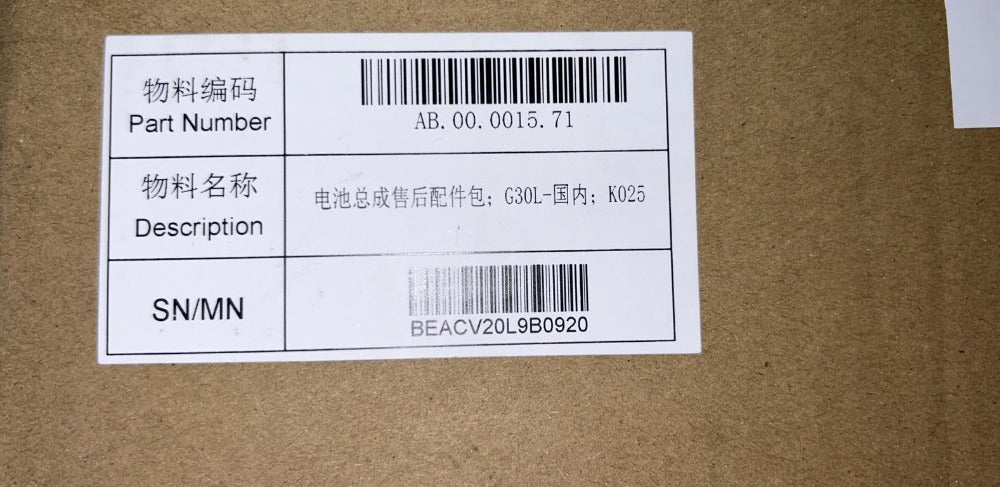 物料编码
Part Number
AB.00.0015.71
物料名称
Description
电池总成售后配件包; G30L-国内; K025
SN/MN
BEACV20L9B0920